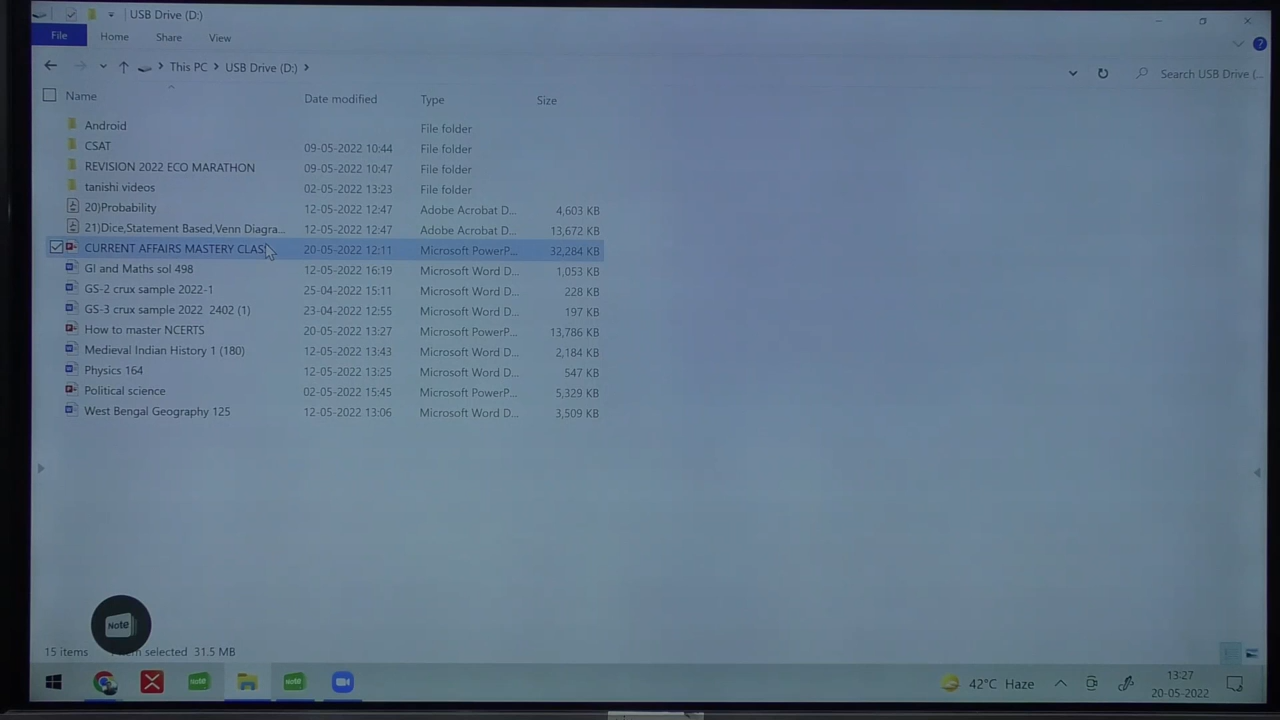 USB Drive (D:)
File Home Share View
This PC USB Drive (D:) Search USB Drive (...
Name Date modified Type Size
Android File folder
CSAT 09-05-2022 10:44 File folder
REVISION 2022 ECO MARATHON 09-05-2022 10:47 File folder
tanishi videos 02-05-2022 13:23 File folder
20)Probability 12-05-2022 12:47 Adobe Acrobat D... 4,603 KB
21)Dice,Statement Based,Venn Diagra... 12-05-2022 12:47 Adobe Acrobat D... 13,672 KB
CURRENT AFFAIRS MASTERY CLASS 20-05-2022 12:11 Microsoft PowerP... 32,284 KB
GI and Maths sol 498 12-05-2022 16:19 Microsoft Word D... 1,053 KB
GS-2 crux sample 2022-1 25-04-2022 15:11 Microsoft Word D... 228 KB
GS-3 crux sample 2022 2402 (1) 23-04-2022 12:55 Microsoft Word D... 197 KB
How to master NCERTS 20-05-2022 13:27 Microsoft PowerP... 13,786 KB
Medieval Indian History 1 (180) 12-05-2022 13:43 Microsoft Word D... 2,184 KB
Physics 164 12-05-2022 13:25 Microsoft Word D... 547 KB
Political science 02-05-2022 15:45 Microsoft PowerP... 5,329 KB
West Bengal Geography 125 12-05-2022 13:06 Microsoft Word D... 3,509 KB
Note
15 items selected 31.5 MB
Note Note 42°C Haze 13:27
20-05-2022